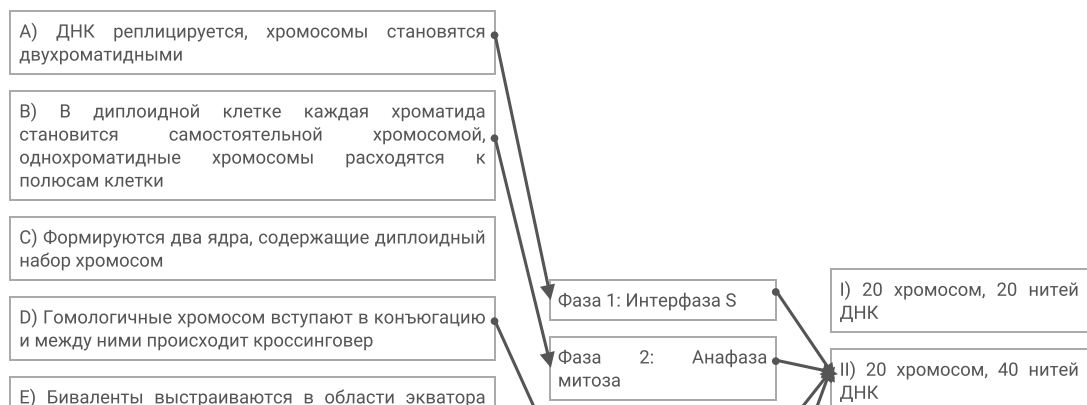 A) ДНК реплицируется, хромосомы становятся
двухроматидными
B) В диплоидной клетке каждая хроматида
становится самостоятельной хромосомой,
однохроматидные хромосомы расходятся к
полюсам клетки
C) Формируются два ядра, содержащие диплоидный
набор хромосом
D) Гомологичные хромосом вступают в конъюгацию
и между ними происходит кроссинговер
E) Биваленты выстраиваются в области экватора
Фаза 1: Интерфаза S
Фаза 2: Анафаза
митоза
I) 20 хромосом, 20 нитей
ДНК
II) 20 хромосом, 40 нитей
ДНК